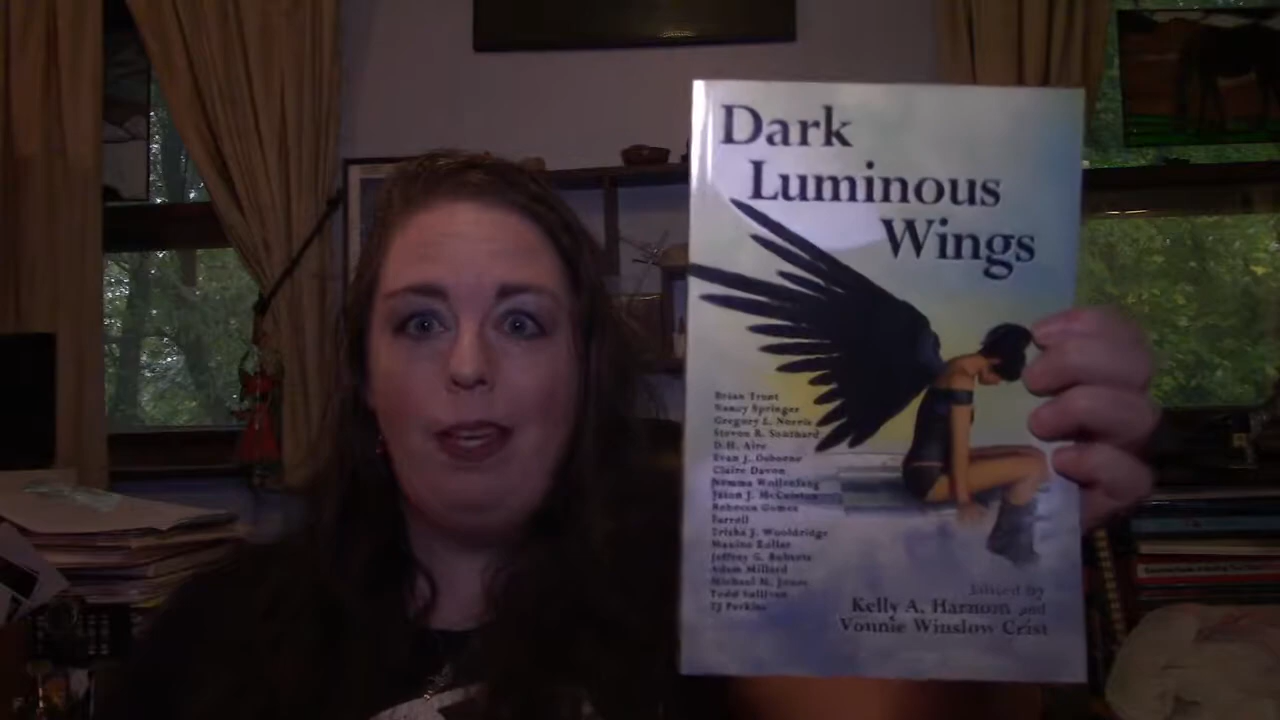 Dark
Luminous
Wings
Brian Trent
Nancy Springer
Gregory L. Norris
Steven R. Southard
D.H. Aire
Evan J. Osborne
Claire Davon
Nemma Wollenfang
Jason J. McCuiston
Rebecca Gomez
Farrell
Trisha J. Wooldridge
Maxine Kollar
Jeffrey G. Roberts
Adam Millard
Michael M. Jones
Todd Sullivan
TJ Perkins
Edited By
Kelly A. Harmon and
Vonnie Winslow Crist